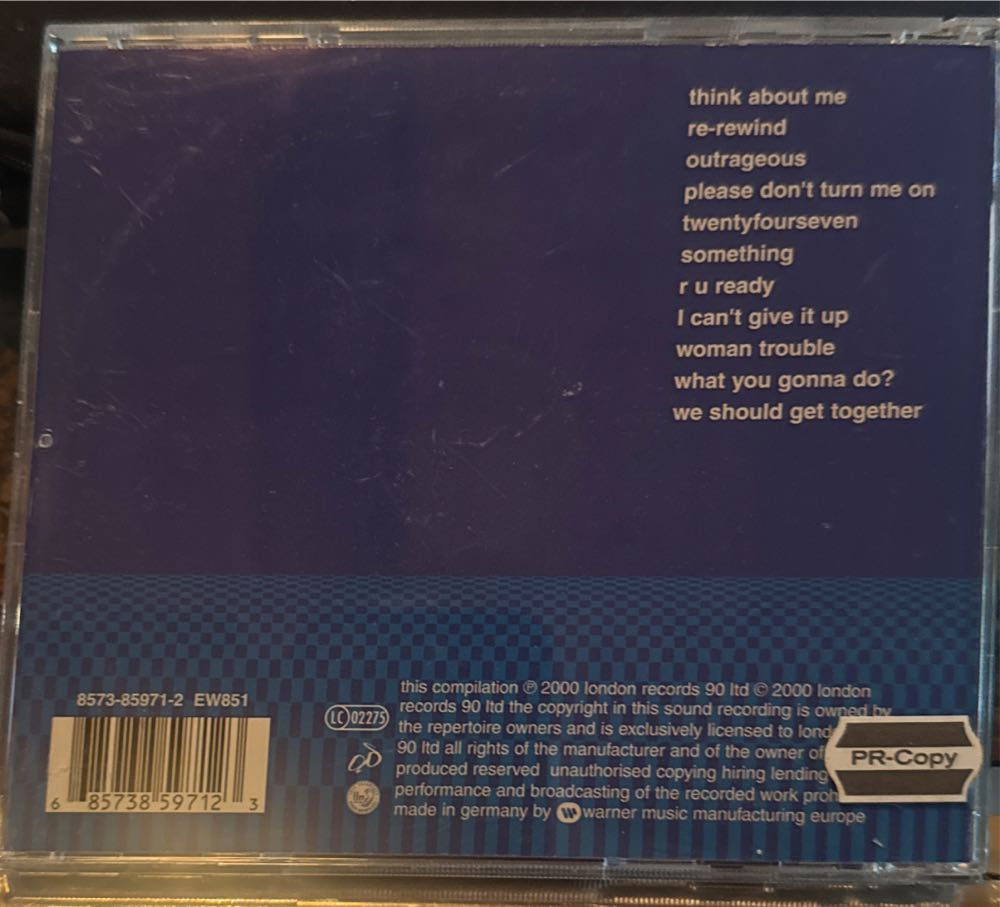 think about me
re-rewind
outrageous
please don't turn me on
twentyfourseven
something
r u ready
I can't give it up
woman trouble
what you gonna do?
we should get together
8573-85971-2 EW851
6 85738 59712 3
LC 02275
this compilation ℗ 2000 london records 90 ltd © 2000 london
records 90 ltd the copyright in this sound recording is owned by
the repertoire owners and is exclusively licensed to
90 ltd all rights of the manufacturer and of the owner of
produced reserved unauthorised copying hiring lending
performance and broadcasting of the recorded work
made in germany by warner music manufacturing europe
PR-Copy